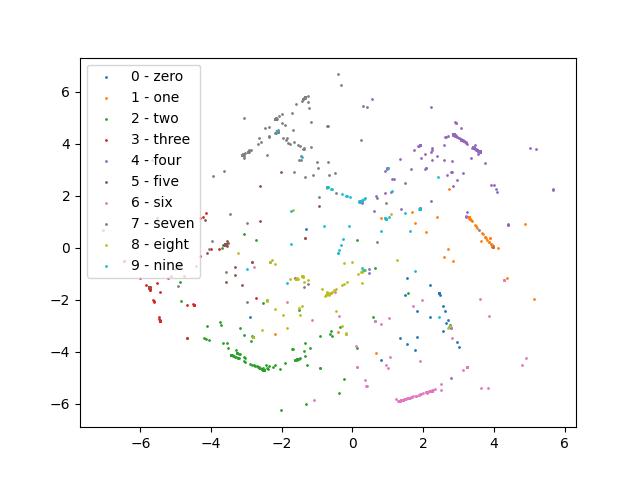 0 - zero
1 - one
2 - two
3 - three
4 - four
5 - five
6 - six
7 - seven
8 - eight
9 - nine
6
4
2
0
−2
−4
−6
−6 −4 −2 0 2 4 6